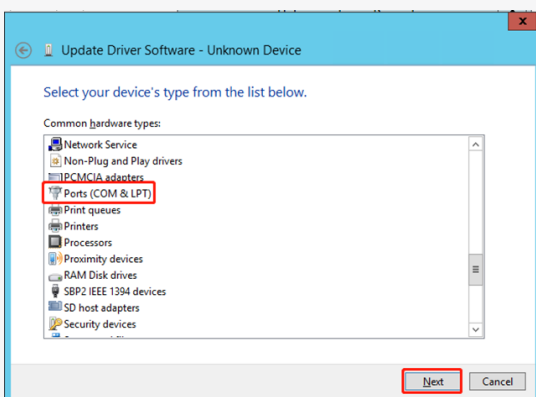 Update Driver Software - Unknown Device
Select your device's type from the list below.
Common hardware types:
Network Service
Non-Plug and Play drivers
PCMCIA adapters
Ports (COM & LPT)
Print queues
Printers
Processors
Proximity devices
RAM Disk drives
SBP2 IEEE 1394 devices
SD host adapters
Security devices
Next
Cancel